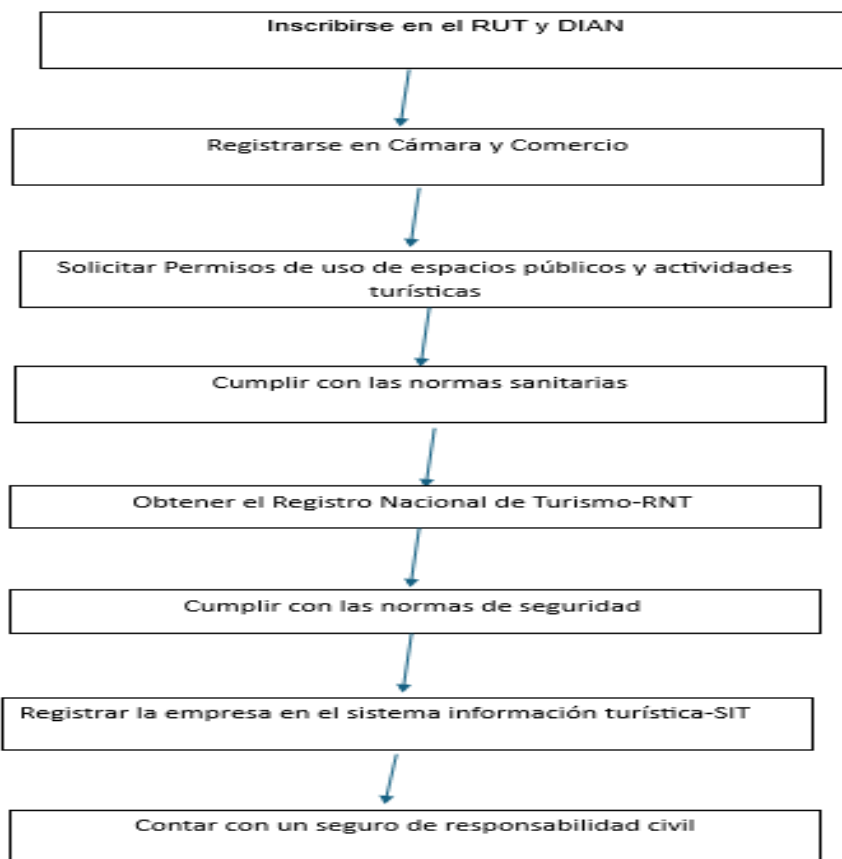 Inscribirse en el RUT y DIAN
Registrarse en Cámara y Comercio
Solicitar Permisos de uso de espacios públicos y actividades
turísticas
Cumplir con las normas sanitarias
Obtener el Registro Nacional de Turismo-RNT
Cumplir con las normas de seguridad
Registrar la empresa en el sistema información turística-SIT
Contar con un seguro de responsabilidad civil